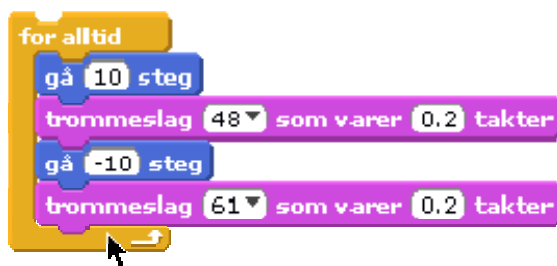 for alltid
gå 10 steg
trommeslag 48 som varer 0.2 takter
gå -10 steg
trommeslag 61 som varer 0.2 takter